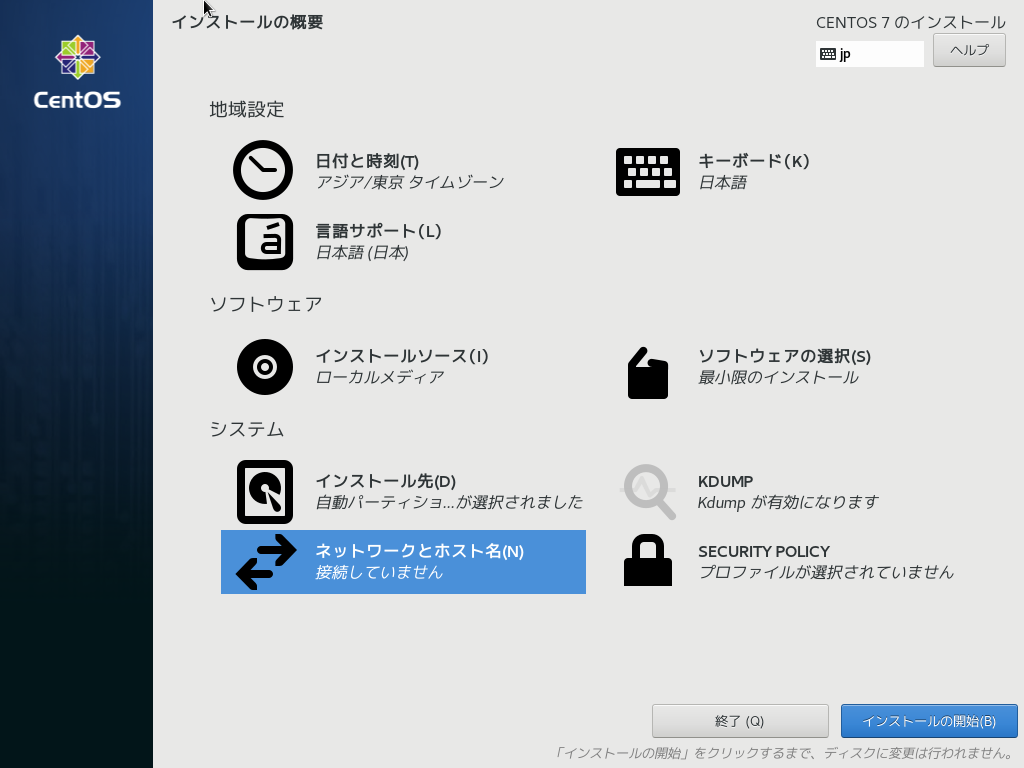 インストールの概要
CENTOS 7 のインストール
jp
ヘルプ
CentOS
地域設定
日付と時刻(T)
アジア/東京 タイムゾーン
キーボード(K)
日本語
言語サポート(L)
日本語 (日本)
ソフトウェア
インストールソース(I)
ローカルメディア
ソフトウェアの選択(S)
最小限のインストール
システム
インストール先(D)
自動パーティショ...が選択されました
KDUMP
Kdump が有効になります
ネットワークとホスト名(N)
接続していません
SECURITY POLICY
プロファイルが選択されていません
終了 (Q)
インストールの開始(B)
「インストールの開始」をクリックするまで、ディスクに変更は行われません。